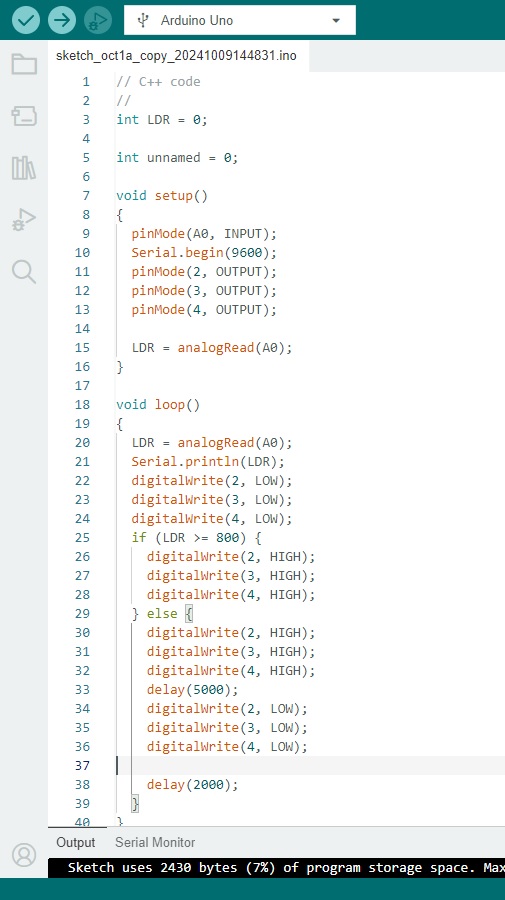 Arduino Uno
sketch_oct1a_copy_20241009144831.ino
1 // C++ code
2 //
3 int LDR = 0;
4
5 int unnamed = 0;
6
7 void setup()
8 {
9 pinMode(A0, INPUT);
10 Serial.begin(9600);
11 pinMode(2, OUTPUT);
12 pinMode(3, OUTPUT);
13 pinMode(4, OUTPUT);
14
15 LDR = analogRead(A0);
16 }
17
18 void loop()
19 {
20 LDR = analogRead(A0);
21 Serial.println(LDR);
22 digitalWrite(2, LOW);
23 digitalWrite(3, LOW);
24 digitalWrite(4, LOW);
25 if (LDR >= 800) {
26 digitalWrite(2, HIGH);
27 digitalWrite(3, HIGH);
28 digitalWrite(4, HIGH);
29 } else {
30 digitalWrite(2, HIGH);
31 digitalWrite(3, HIGH);
32 digitalWrite(4, HIGH);
33 delay(5000);
34 digitalWrite(2, LOW);
35 digitalWrite(3, LOW);
36 digitalWrite(4, LOW);
37
38 delay(2000);
39 }
40 }
Output Serial Monitor
Sketch uses 2430 bytes (7%) of program storage space. Max